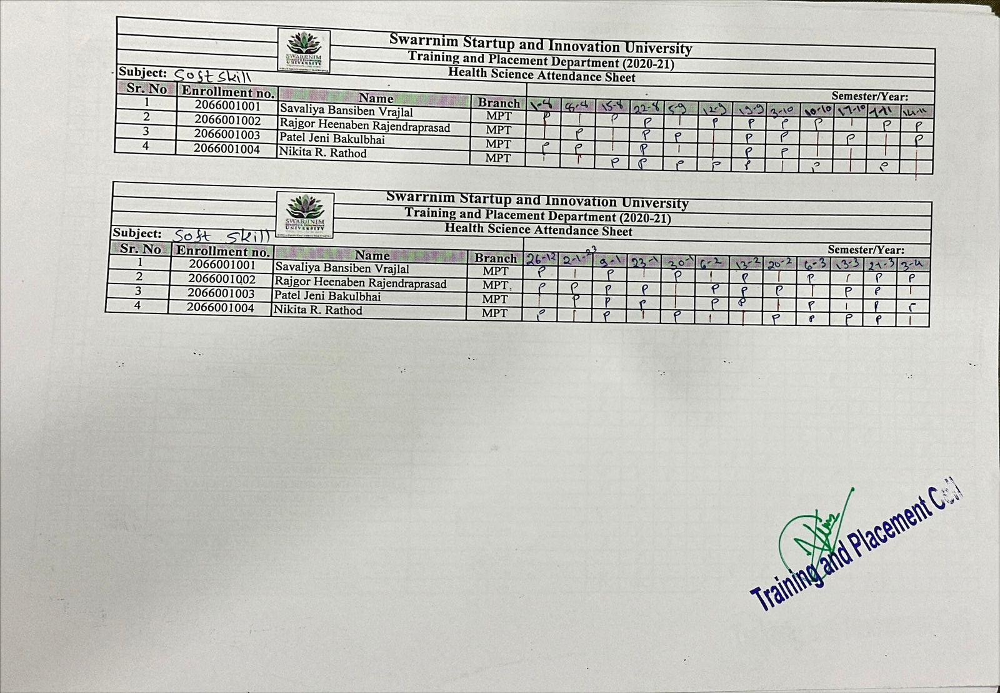 SWARRNIM
UNIVERSITY
Swarrnim Startup and Innovation University
Training and Placement Department (2020-21)
Health Science Attendance Sheet
Subject: Soft Skill
Semester/Year:
Sr. No Enrollment no. Name Branch 1-8 8-8 15-8 22-8 5-9 12-9 19-9 3-10 10-10 17-10 7-11 14-11
1 2066001001 Savaliya Bansiben Vrajlal MPT P | P P | P P P P | P P
2 2066001002 Rajgor Heenaben Rajendraprasad MPT | P | P P | P P | P | P
3 2066001003 Patel Jeni Bakulbhai MPT P P | P | | P P | | | |
4 2066001004 Nikita R. Rathod MPT | | P P P P P | P | P |
SWARRNIM
UNIVERSITY
Swarrnim Startup and Innovation University
Training and Placement Department (2020-21)
Health Science Attendance Sheet
Subject: Soft Skill
Semester/Year:
Sr. No Enrollment no. Name Branch 26-12 2-1-23 9-1 23-1 30-1 6-2 13-2 20-2 6-3 13-3 27-3 3-4
1 2066001001 Savaliya Bansiben Vrajlal MPT P | P | P | P | P | P P
2 2066001002 Rajgor Heenaben Rajendraprasad MPT. P P P P | P P P | P P |
3 2066001003 Patel Jeni Bakulbhai MPT | P P P | P P | P | P P
4 2066001004 Nikita R. Rathod MPT P | P | P | | P P P P |
Training and Placement Cell